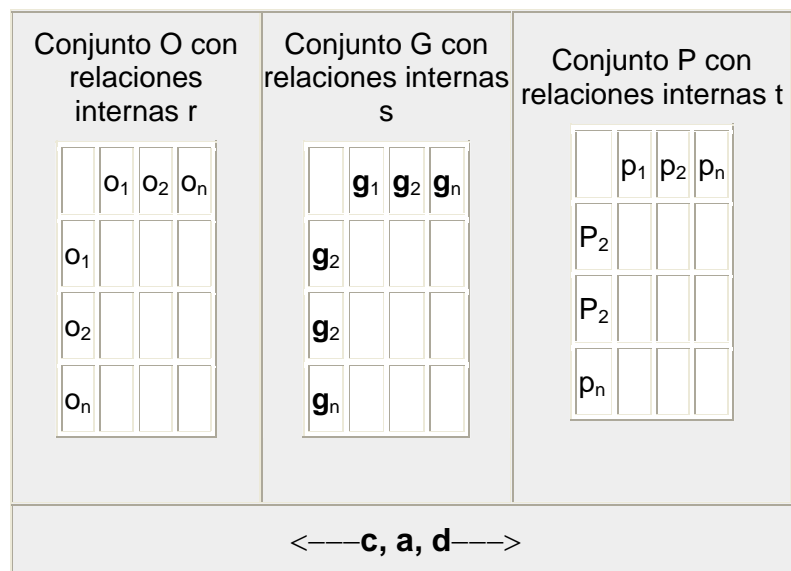 Conjunto O con
relaciones
internas r
o₁ o₂ oₙ
o₁
o₂
oₙ
Conjunto G con
relaciones internas
s
g₁ g₂ gₙ
g₂
g₂
gₙ
Conjunto P con
relaciones internas t
p₁ p₂ pₙ
P₂
P₂
pₙ
<–––c, a, d–––>